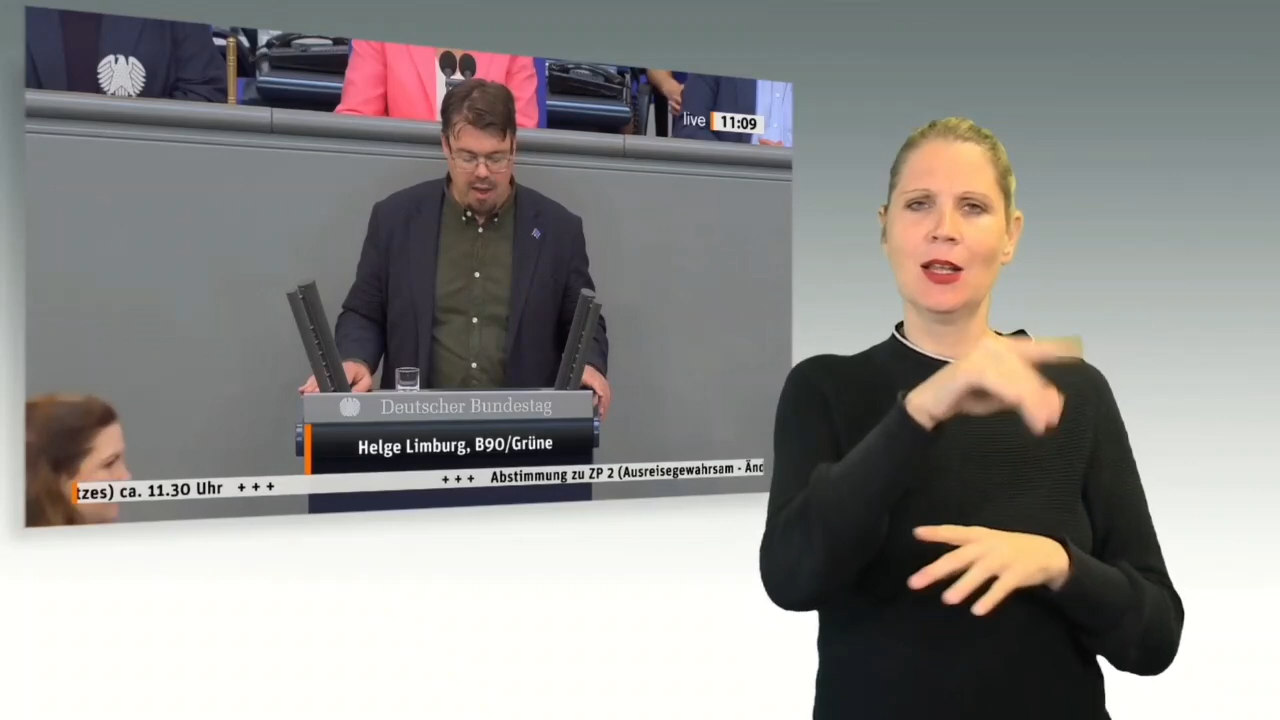 live 11:09
Deutscher Bundestag
Helge Limburg, B90/Grüne
tzes) ca. 11.30 Uhr +++ +++ Abstimmung zu ZP 2 (Ausreisegewahrsam - Änd